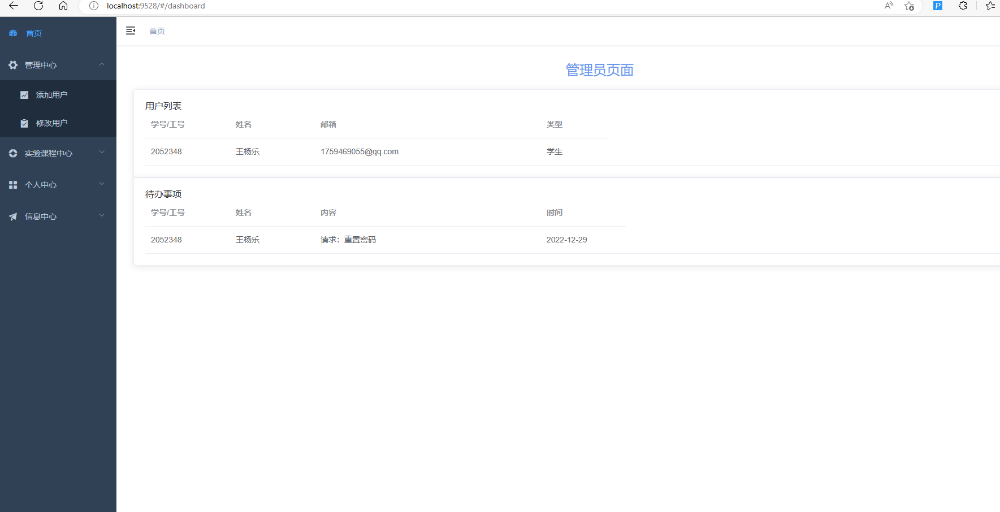 localhost:9528/#/dashboard
首页
管理中心
添加用户
修改用户
实验课程中心
个人中心
信息中心
首页
管理员页面
用户列表
学号/工号 姓名 邮箱 类型
2052348 王杨乐 1759469055@qq.com 学生
待办事项
学号/工号 姓名 内容 时间
2052348 王杨乐 请求：重置密码 2022-12-29